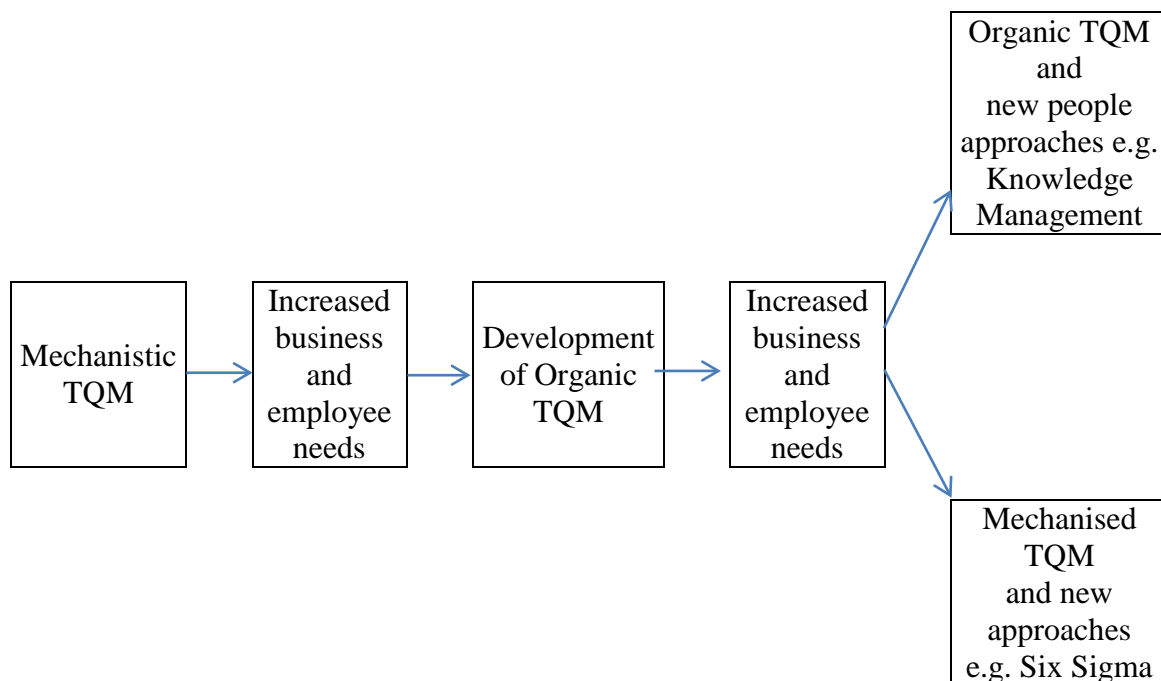 Mechanistic
TQM
Increased
business
and
employee
needs
Development
of Organic
TQM
Increased
business
and
employee
needs
Organic TQM
and
new people
approaches e.g.
Knowledge
Management
Mechanised
TQM
and new
approaches
e.g. Six Sigma